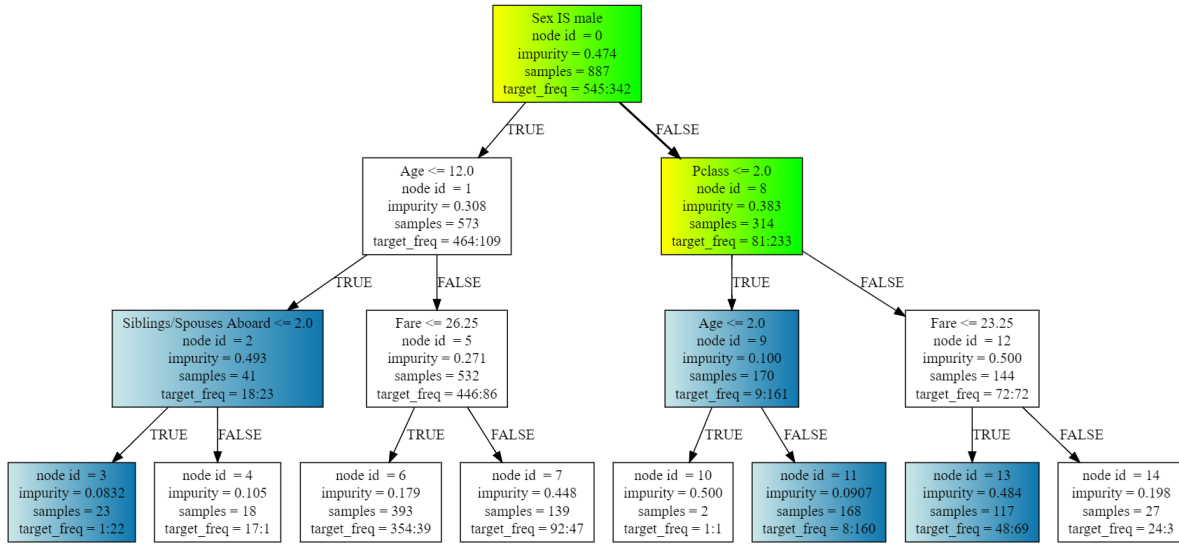 Sex IS male
node id = 0
impurity = 0.474
samples = 887
target_freq = 545:342
TRUE
FALSE
Age <= 12.0
node id = 1
impurity = 0.308
samples = 573
target_freq = 464:109
Pclass <= 2.0
node id = 8
impurity = 0.383
samples = 314
target_freq = 81:233
TRUE
FALSE
TRUE
FALSE
Siblings/Spouses Aboard <= 2.0
node id = 2
impurity = 0.493
samples = 41
target_freq = 18:23
Fare <= 26.25
node id = 5
impurity = 0.271
samples = 532
target_freq = 446:86
Age <= 2.0
node id = 9
impurity = 0.100
samples = 170
target_freq = 9:161
Fare <= 23.25
node id = 12
impurity = 0.500
samples = 144
target_freq = 72:72
TRUE
FALSE
TRUE
FALSE
TRUE
FALSE
TRUE
FALSE
node id = 3
impurity = 0.0832
samples = 23
target_freq = 1:22
node id = 4
impurity = 0.105
samples = 18
target_freq = 17:1
node id = 6
impurity = 0.179
samples = 393
target_freq = 354:39
node id = 7
impurity = 0.448
samples = 139
target_freq = 92:47
node id = 10
impurity = 0.500
samples = 2
target_freq = 1:1
node id = 11
impurity = 0.0907
samples = 168
target_freq = 8:160
node id = 13
impurity = 0.484
samples = 117
target_freq = 48:69
node id = 14
impurity = 0.198
samples = 27
target_freq = 24:3